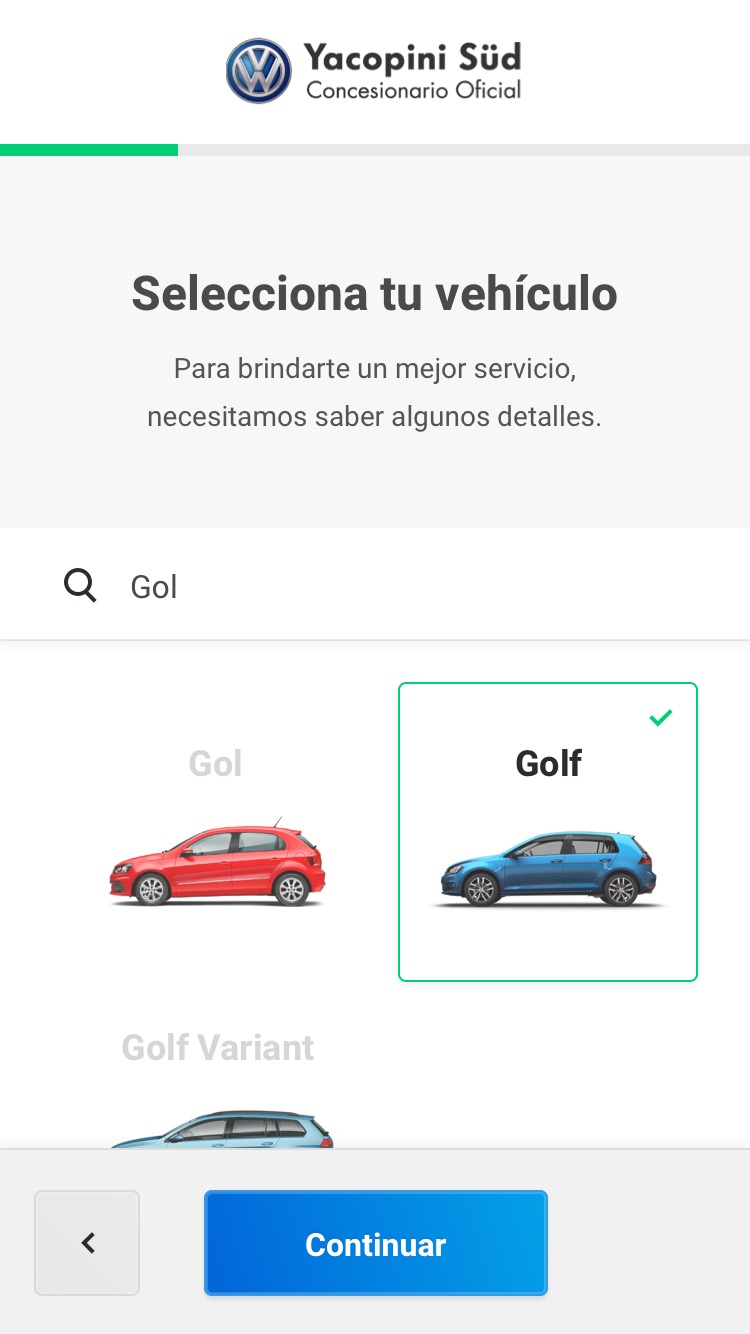 Yacopini Süd
Concesionario Oficial
Selecciona tu vehículo
Para brindarte un mejor servicio,
necesitamos saber algunos detalles.
Gol
Gol
Golf
Golf Variant
Continuar